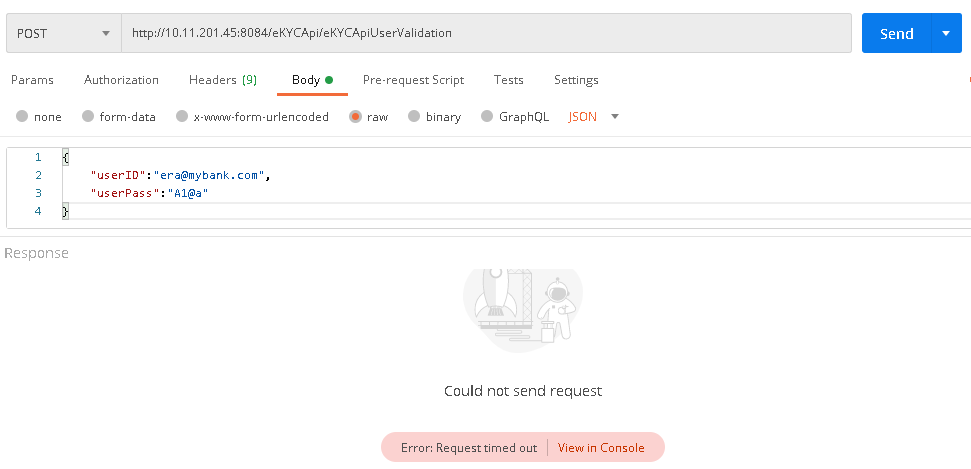 POST http://10.11.201.45:8084/eKYCApi/eKYCApiUserValidation Send
Params Authorization Headers (9) Body Pre-request Script Tests Settings
none form-data x-www-form-urlencoded raw binary GraphQL JSON
1 {
2 "userID":"era@mybank.com",
3 "userPass":"A1@a"
4 }
Response
Could not send request
Error: Request timed out View in Console